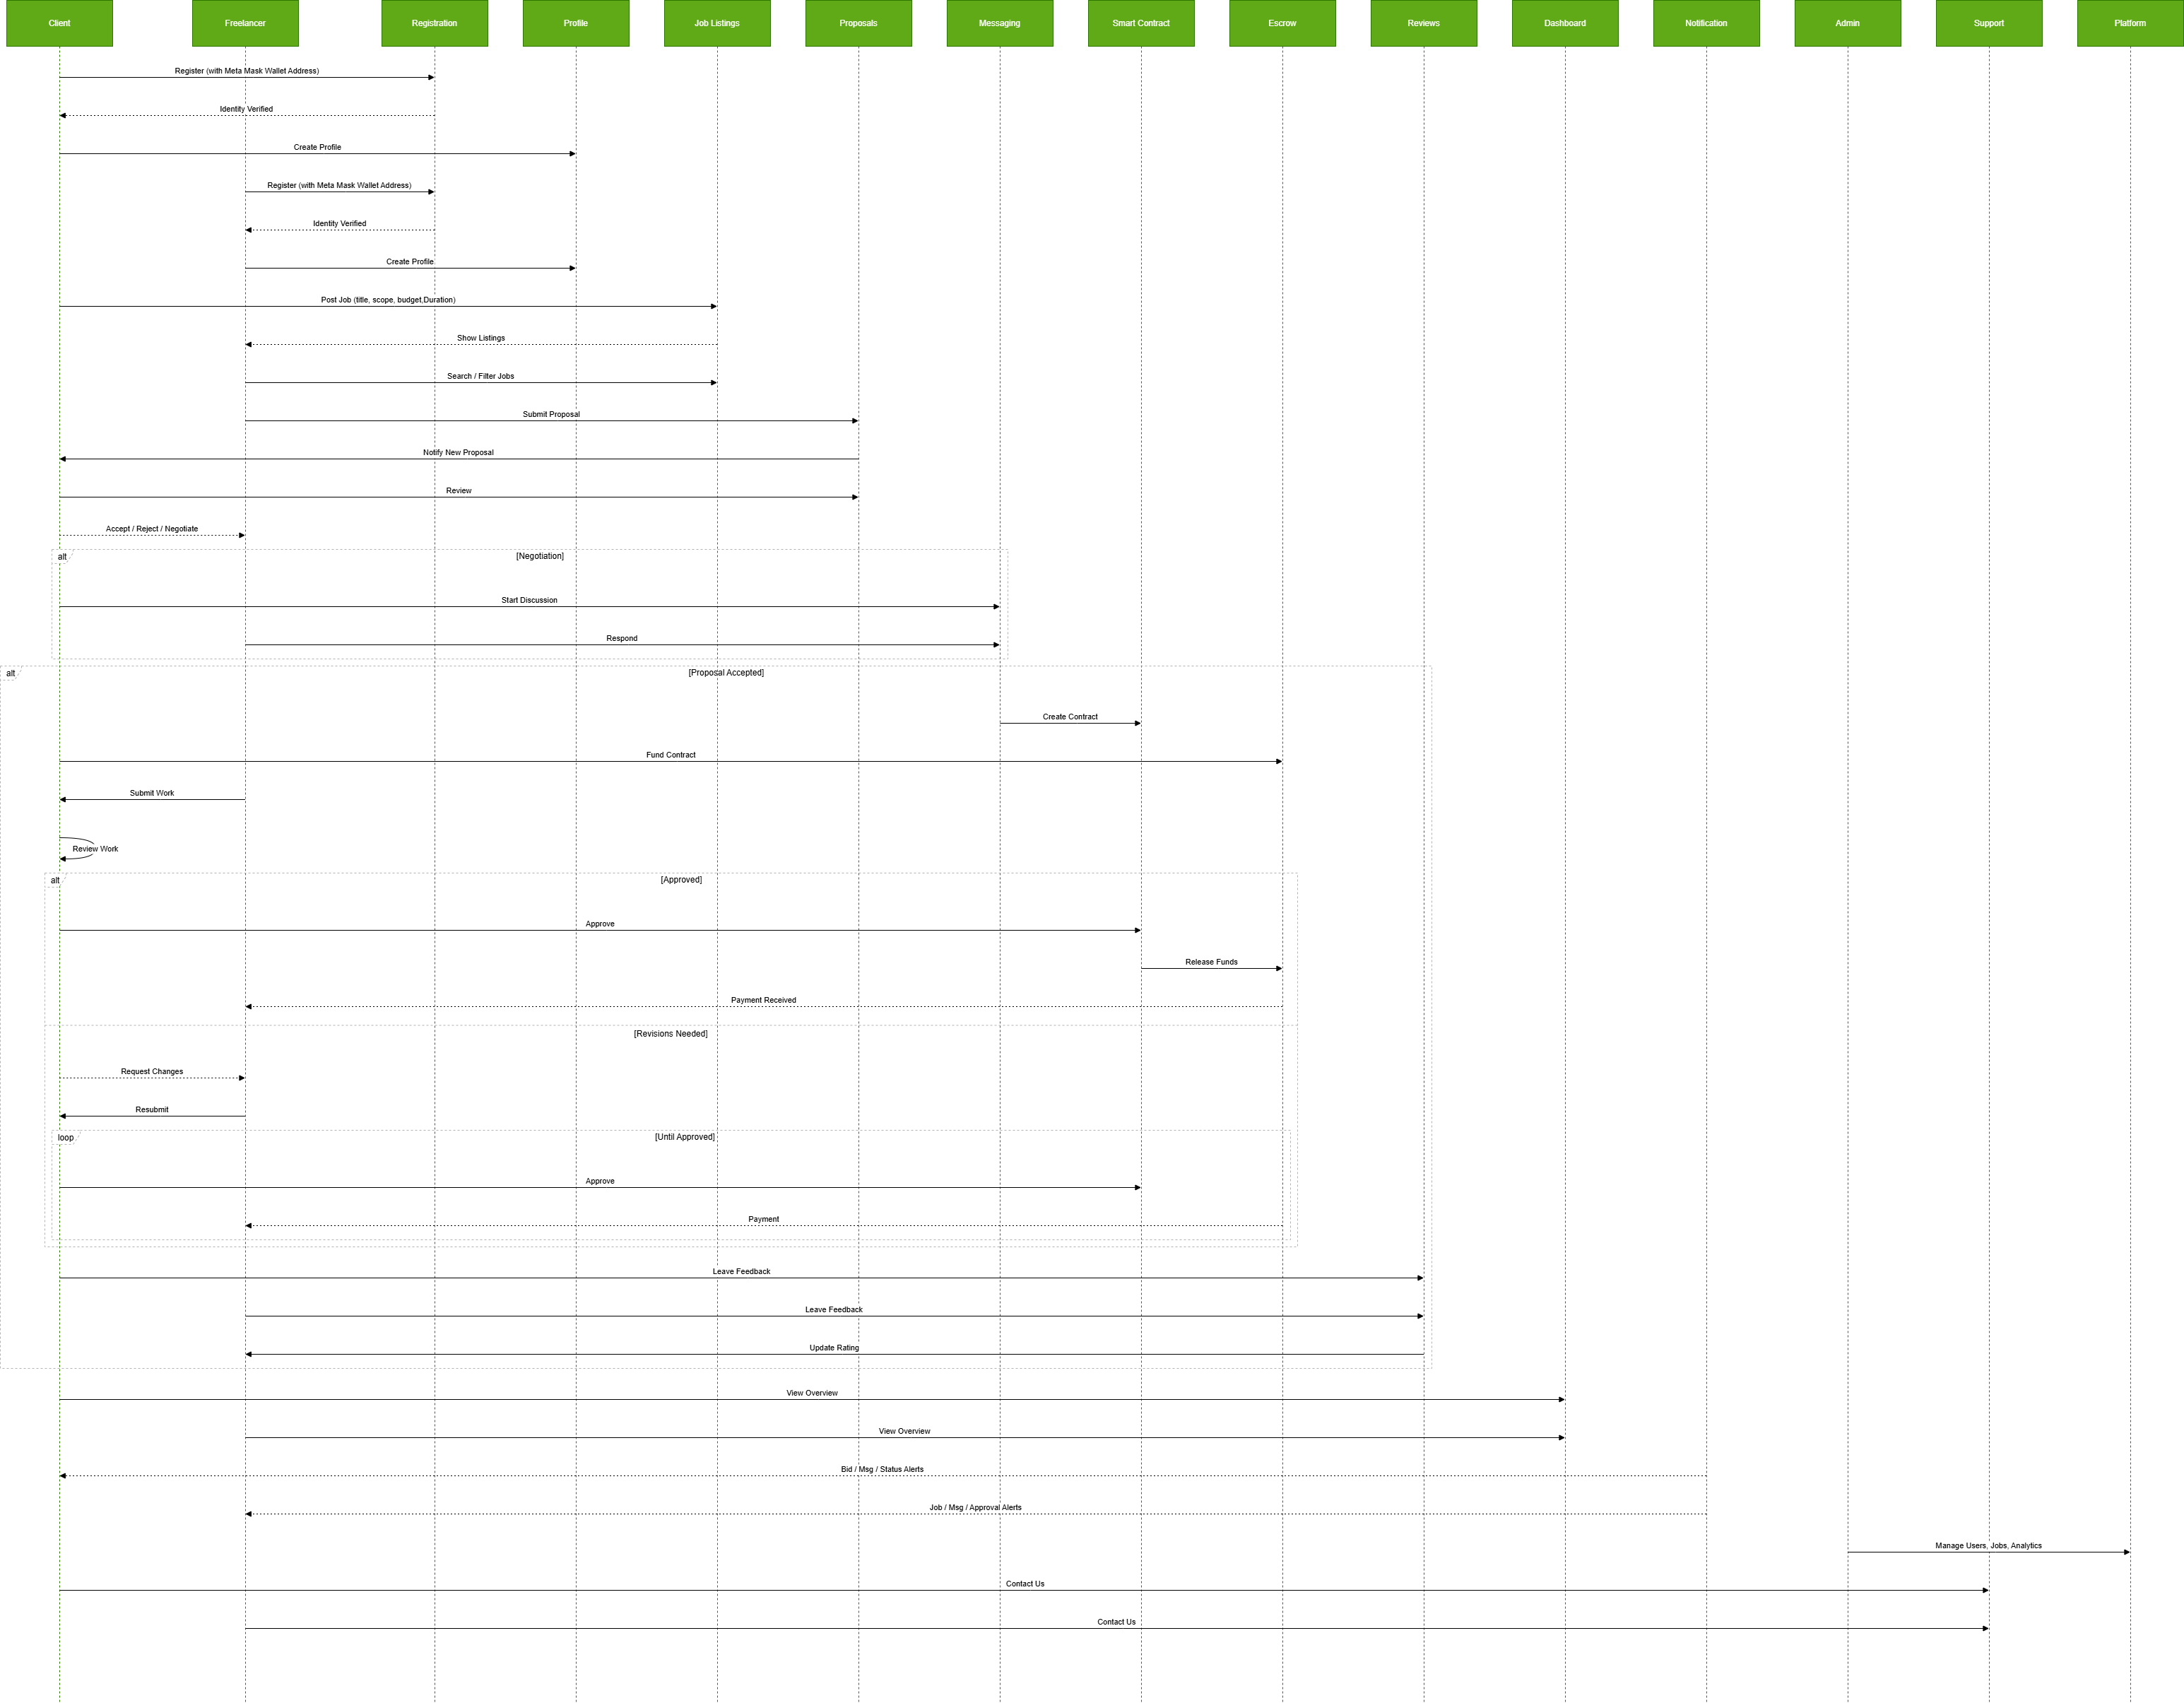 Client
Freelancer
Registration
Profile
Job Listings
Proposals
Messaging
Smart Contract
Escrow
Reviews
Dashboard
Notification
Admin
Support
Platform
Register (with Meta Mask Wallet Address)
Identity Verified
Create Profile
Register (with Meta Mask Wallet Address)
Identity Verified
Create Profile
Post Job (title, scope, budget,Duration)
Show Listings
Search / Filter Jobs
Submit Proposal
Notify New Proposal
Review
Accept / Reject / Negotiate
alt
[Negotiation]
Start Discussion
Respond
alt
[Proposal Accepted]
Create Contract
Fund Contract
Submit Work
Review Work
alt
[Approved]
Approve
Release Funds
Payment Received
[Revisions Needed]
Request Changes
Resubmit
loop
[Until Approved]
Approve
Payment
Leave Feedback
Leave Feedback
Update Rating
View Overview
View Overview
Bid / Msg / Status Alerts
Job / Msg / Approval Alerts
Manage Users, Jobs, Analytics
Contact Us
Contact Us